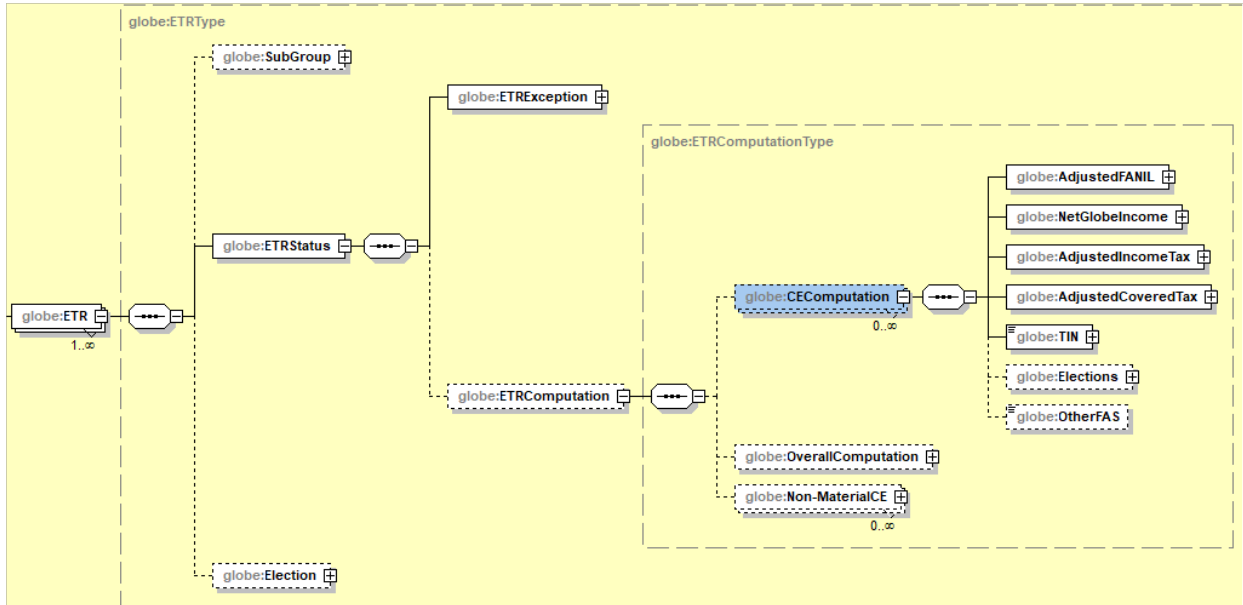 globe:ETRType
globe:SubGroup
globe:ETRException
globe:ETRComputationType
globe:AdjustedFANIL
globe:NetGlobeIncome
globe:ETRStatus
globe:AdjustedIncomeTax
globe:CEComputation
0..∞
globe:AdjustedCoveredTax
globe:ETR
1..∞
globe:TIN
globe:Elections
globe:ETRComputation
globe:OtherFAS
globe:OverallComputation
globe:Non-MaterialCE
0..∞
globe:Election